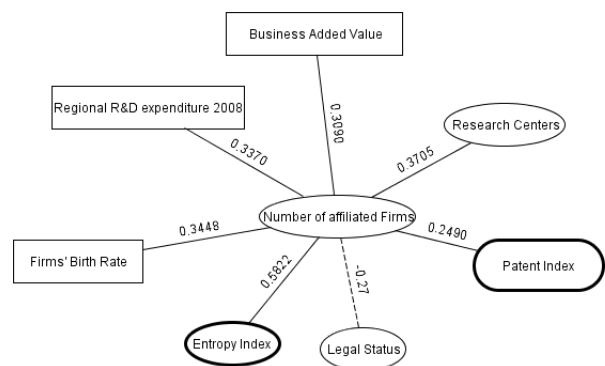 Business Added Value
Regional R&D expenditure 2008
Research Centers
0.3090
0.3370
0.3705
Number of affiliated Firms
0.3448
0.2490
Firms' Birth Rate
Patent Index
0.5822
-0.27
Entropy Index
Legal Status